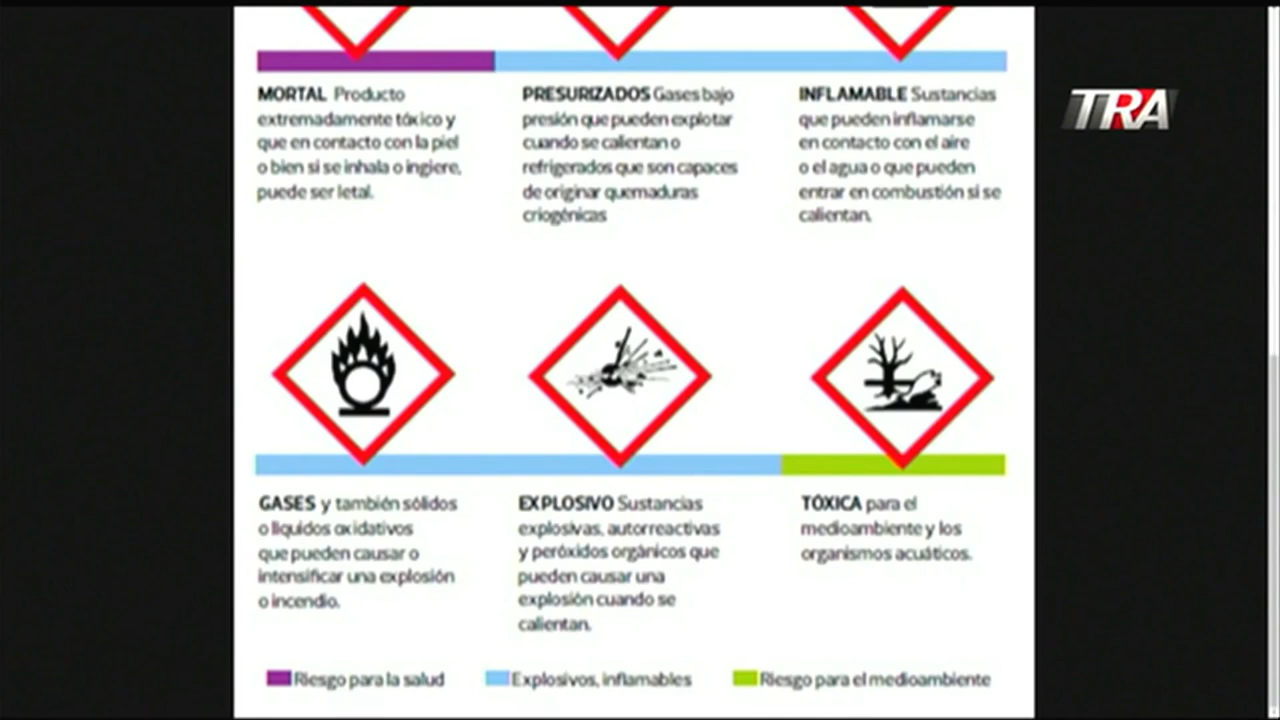 TRA
MORTAL Producto
extremadamente tóxico y
que en contacto con la piel
o bien si se inhala o ingiere,
puede ser letal.
PRESURIZADOS Gases bajo
presión que pueden explotar
cuando se calientan o
refrigerados que son capaces
de originar quemaduras
criogénicas
INFLAMABLE Sustancias
que pueden inflamarse
en contacto con el aire
o el agua o que pueden
entrar en combustión si se
calientan.
GASES y también sólidos
o líquidos oxidativos
que pueden causar o
intensificar una explosión
o incendio.
EXPLOSIVO Sustancias
explosivas, autorreactivas
y peróxidos orgánicos que
pueden causar una
explosión cuando se
calientan.
TÓXICA para el
medioambiente y los
organismos acuáticos.
Riesgo para la salud
Explosivos, inflamables
Riesgo para el medioambiente